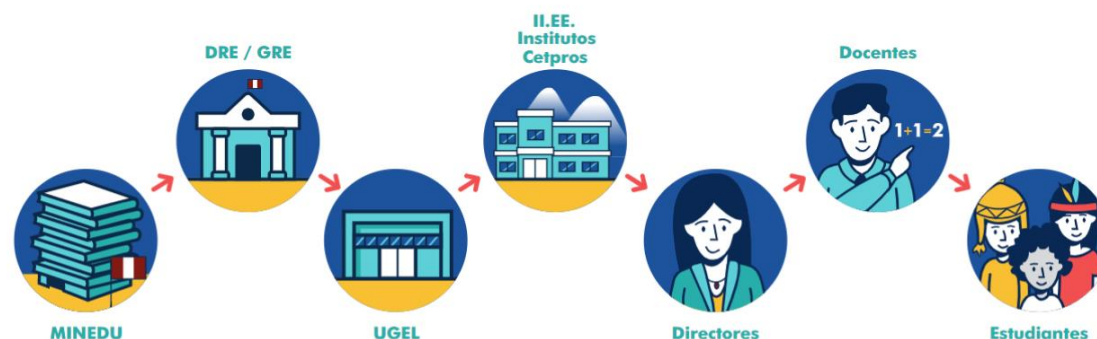 MINEDU
DRE / GRE
UGEL
II.EE.
Institutos
Cetpros
Directores
Docentes
1+1=2
Estudiantes